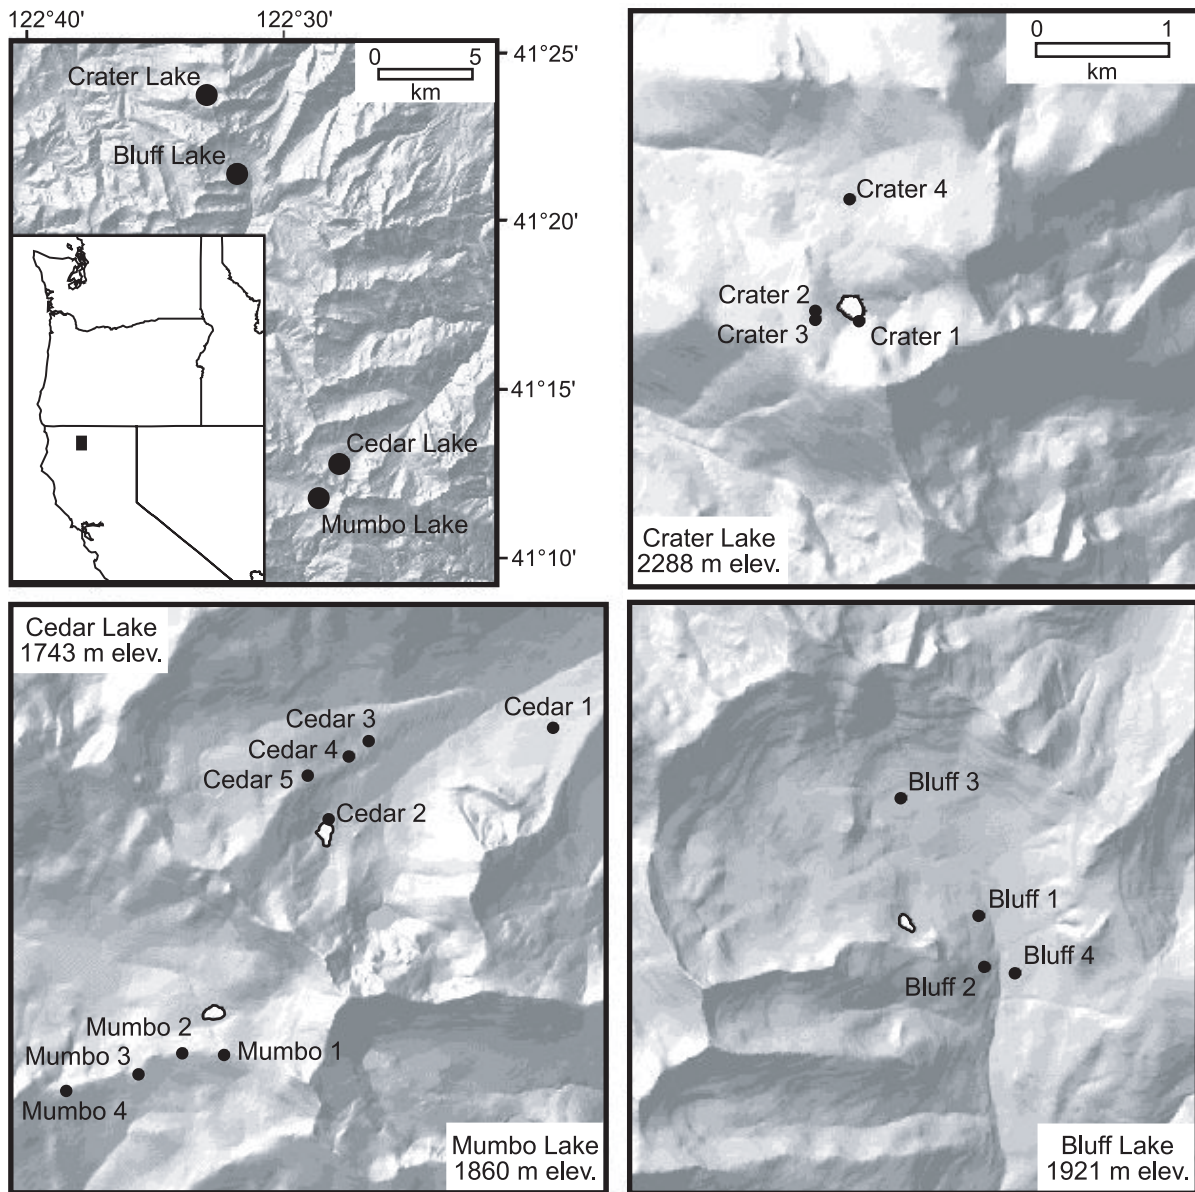 122°40'
122°30'
0 5
km
41°25'
Crater Lake
Bluff Lake
41°20'
41°15'
Cedar Lake
Mumbo Lake
41°10'
0 1
km
Crater 4
Crater 2
Crater 3
Crater 1
Crater Lake
2288 m elev.
Cedar Lake
1743 m elev.
Cedar 1
Cedar 3
Cedar 4
Cedar 5
Cedar 2
Mumbo 2
Mumbo 1
Mumbo 3
Mumbo 4
Mumbo Lake
1860 m elev.
Bluff 3
Bluff 1
Bluff 4
Bluff 2
Bluff Lake
1921 m elev.